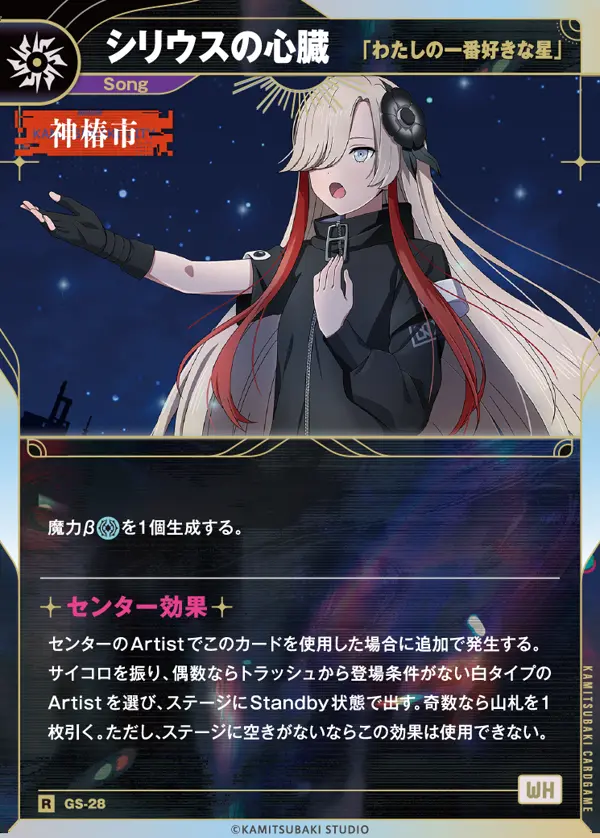 シリウスの心臓 「わたしの一番好きな星」
Song
神椿市
魔力β を1個生成する。
センター効果
センターのArtistでこのカードを使用した場合に追加で発生する。
サイコロを振り、偶数ならトラッシュから登場条件がない白タイプの
Artistを選び、ステージにStandby状態で出す。奇数なら山札を1
枚引く。ただし、ステージに空きがないならこの効果は使用できない。
KAMITSUBAKI CARDGAME
WH
R GS-28
©KAMITSUBAKI STUDIO